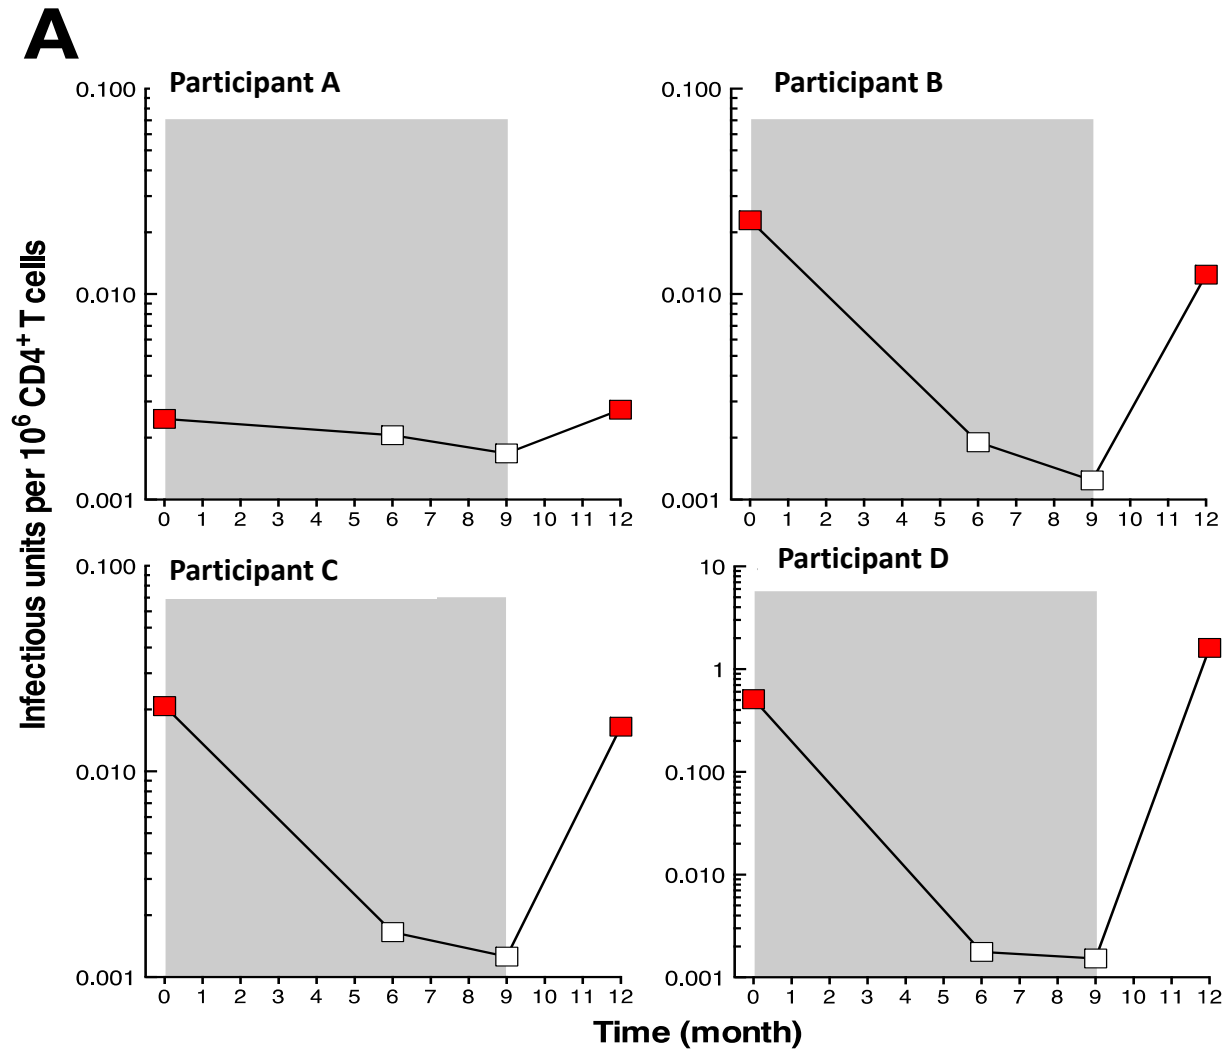 A
Participant A
Participant B
0.100
0.010
0.001
0 1 2 3 4 5 6 7 8 9 10 11 12
0.100
0.010
0.001
0 1 2 3 4 5 6 7 8 9 10 11 12
Infectious units per 10⁶ CD4⁺ T cells
Participant C
Participant D
0.100
0.010
0.001
0 1 2 3 4 5 6 7 8 9 10 11 12
10
1
0.100
0.010
0.001
0 1 2 3 4 5 6 7 8 9 10 11 12
Time (month)